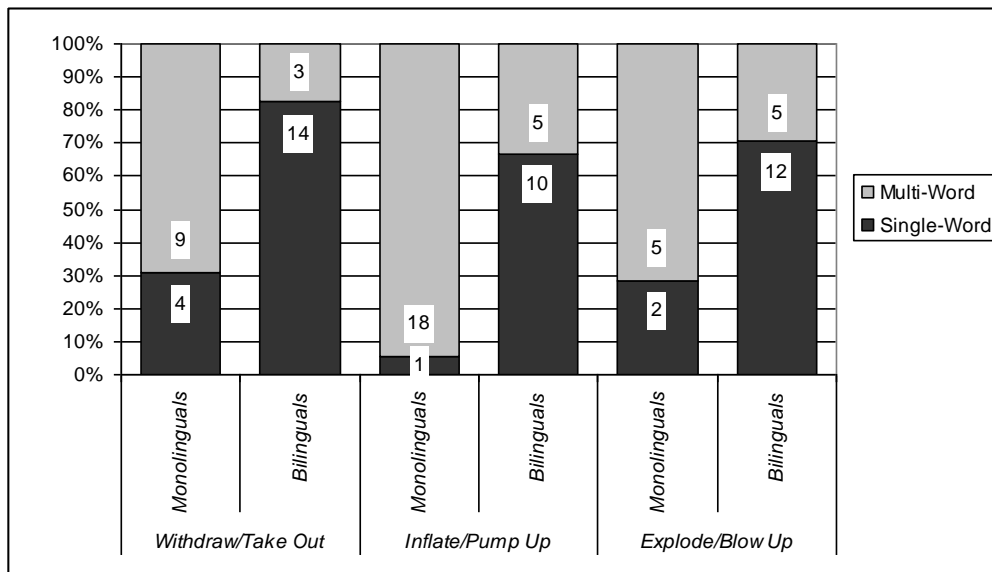 100%
90%
80%
70%
60%
50%
40%
30%
20%
10%
0%
9
4
3
14
18
1
5
10
5
2
5
12
Multi-Word
Single-Word
Monolinguals
Bilinguals
Monolinguals
Bilinguals
Monolinguals
Bilinguals
Withdraw/Take Out
Inflate/Pump Up
Explode/Blow Up